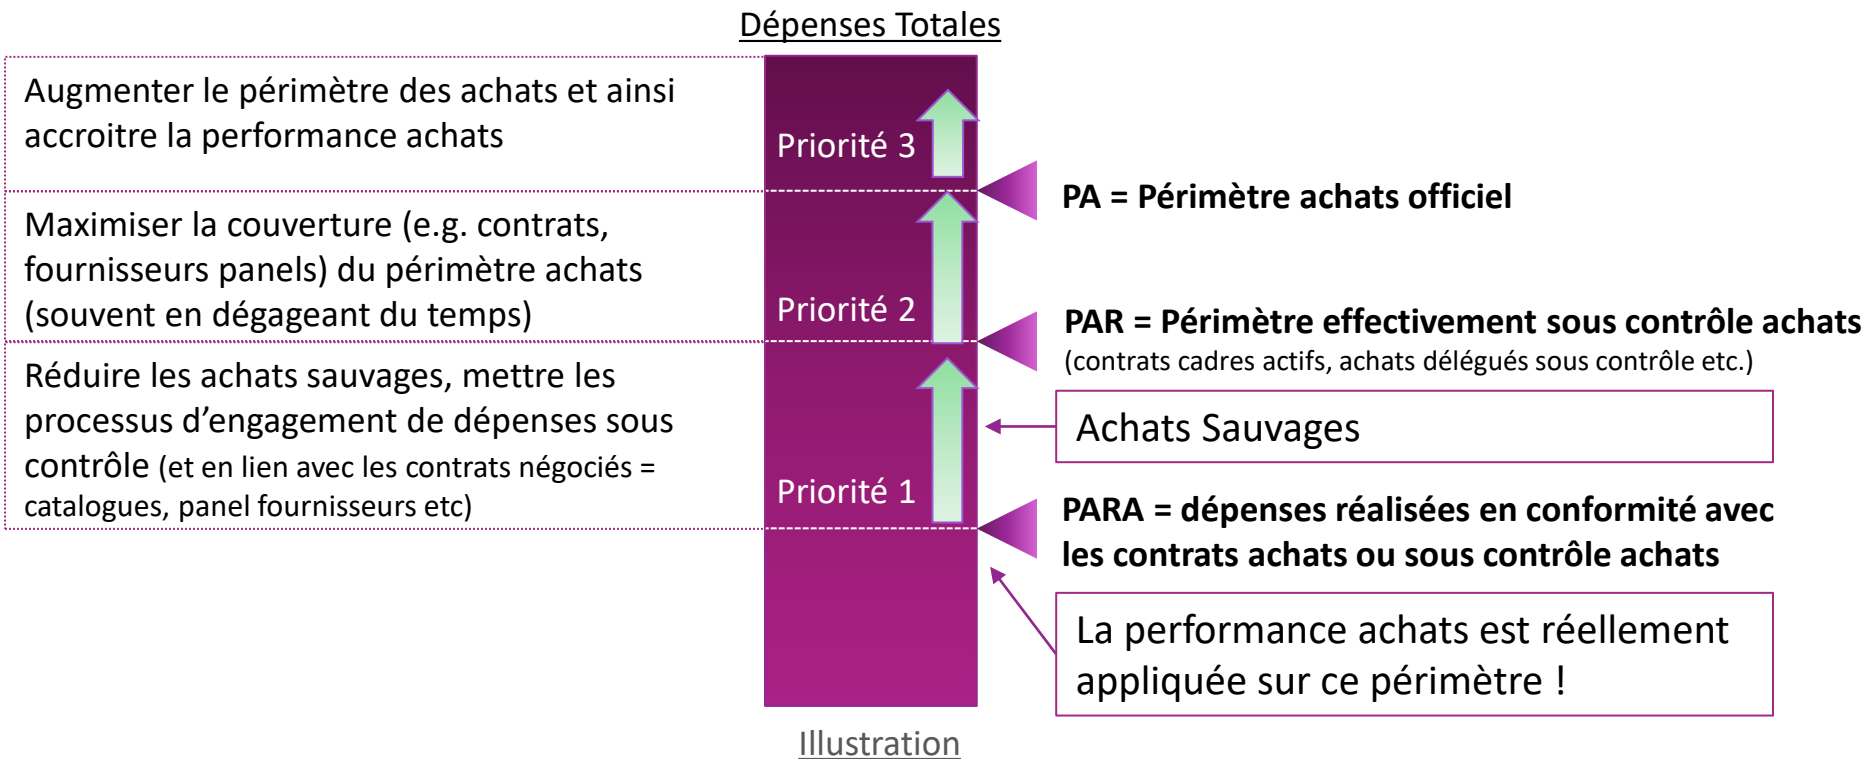 Dépenses Totales
Augmenter le périmètre des achats et ainsi
accroitre la performance achats
Priorité 3
PA = Périmètre achats officiel
Maximiser la couverture (e.g. contrats,
fournisseurs panels) du périmètre achats
(souvent en dégageant du temps)
Priorité 2
PAR = Périmètre effectivement sous contrôle achats
(contrats cadres actifs, achats délégués sous contrôle etc.)
Réduire les achats sauvages, mettre les
processus d’engagement de dépenses sous
contrôle (et en lien avec les contrats négociés =
catalogues, panel fournisseurs etc)
Priorité 1
Achats Sauvages
PARA = dépenses réalisées en conformité avec
les contrats achats ou sous contrôle achats
La performance achats est réellement
appliquée sur ce périmètre !
Illustration